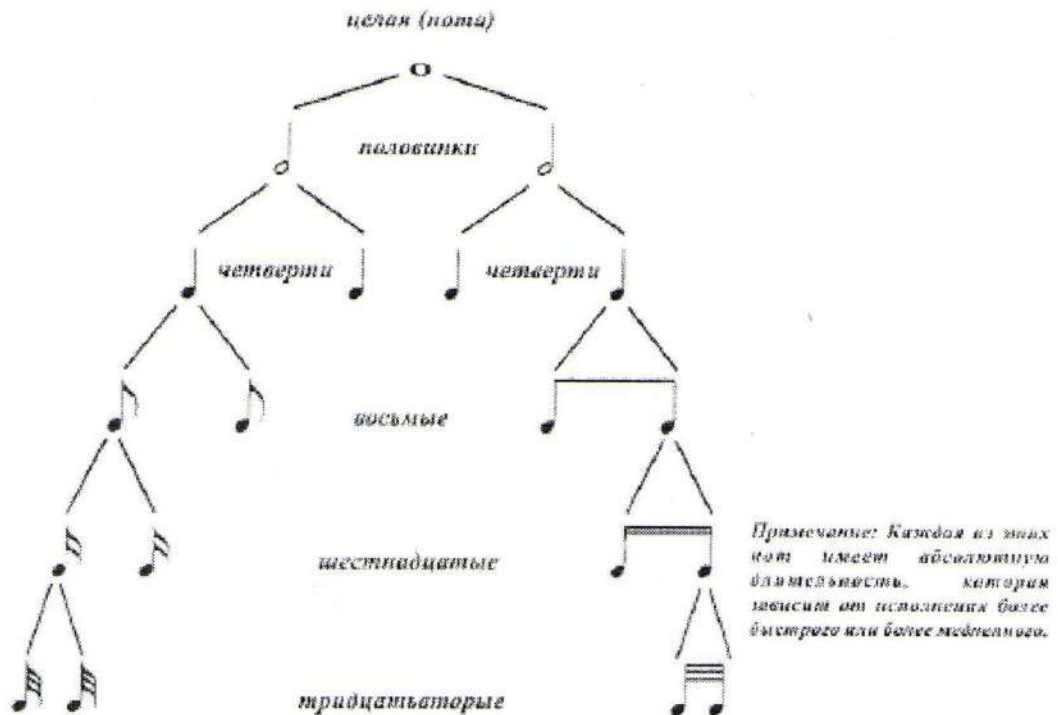 целая (нота)
половинки
четверти
четверти
восьмые
шестнадцатые
Примечание: Каждая из этих
нот имеет абсолютную
длительность, которая
зависит от исполнения более
быстрого или более медленного.
тридцатьвторые